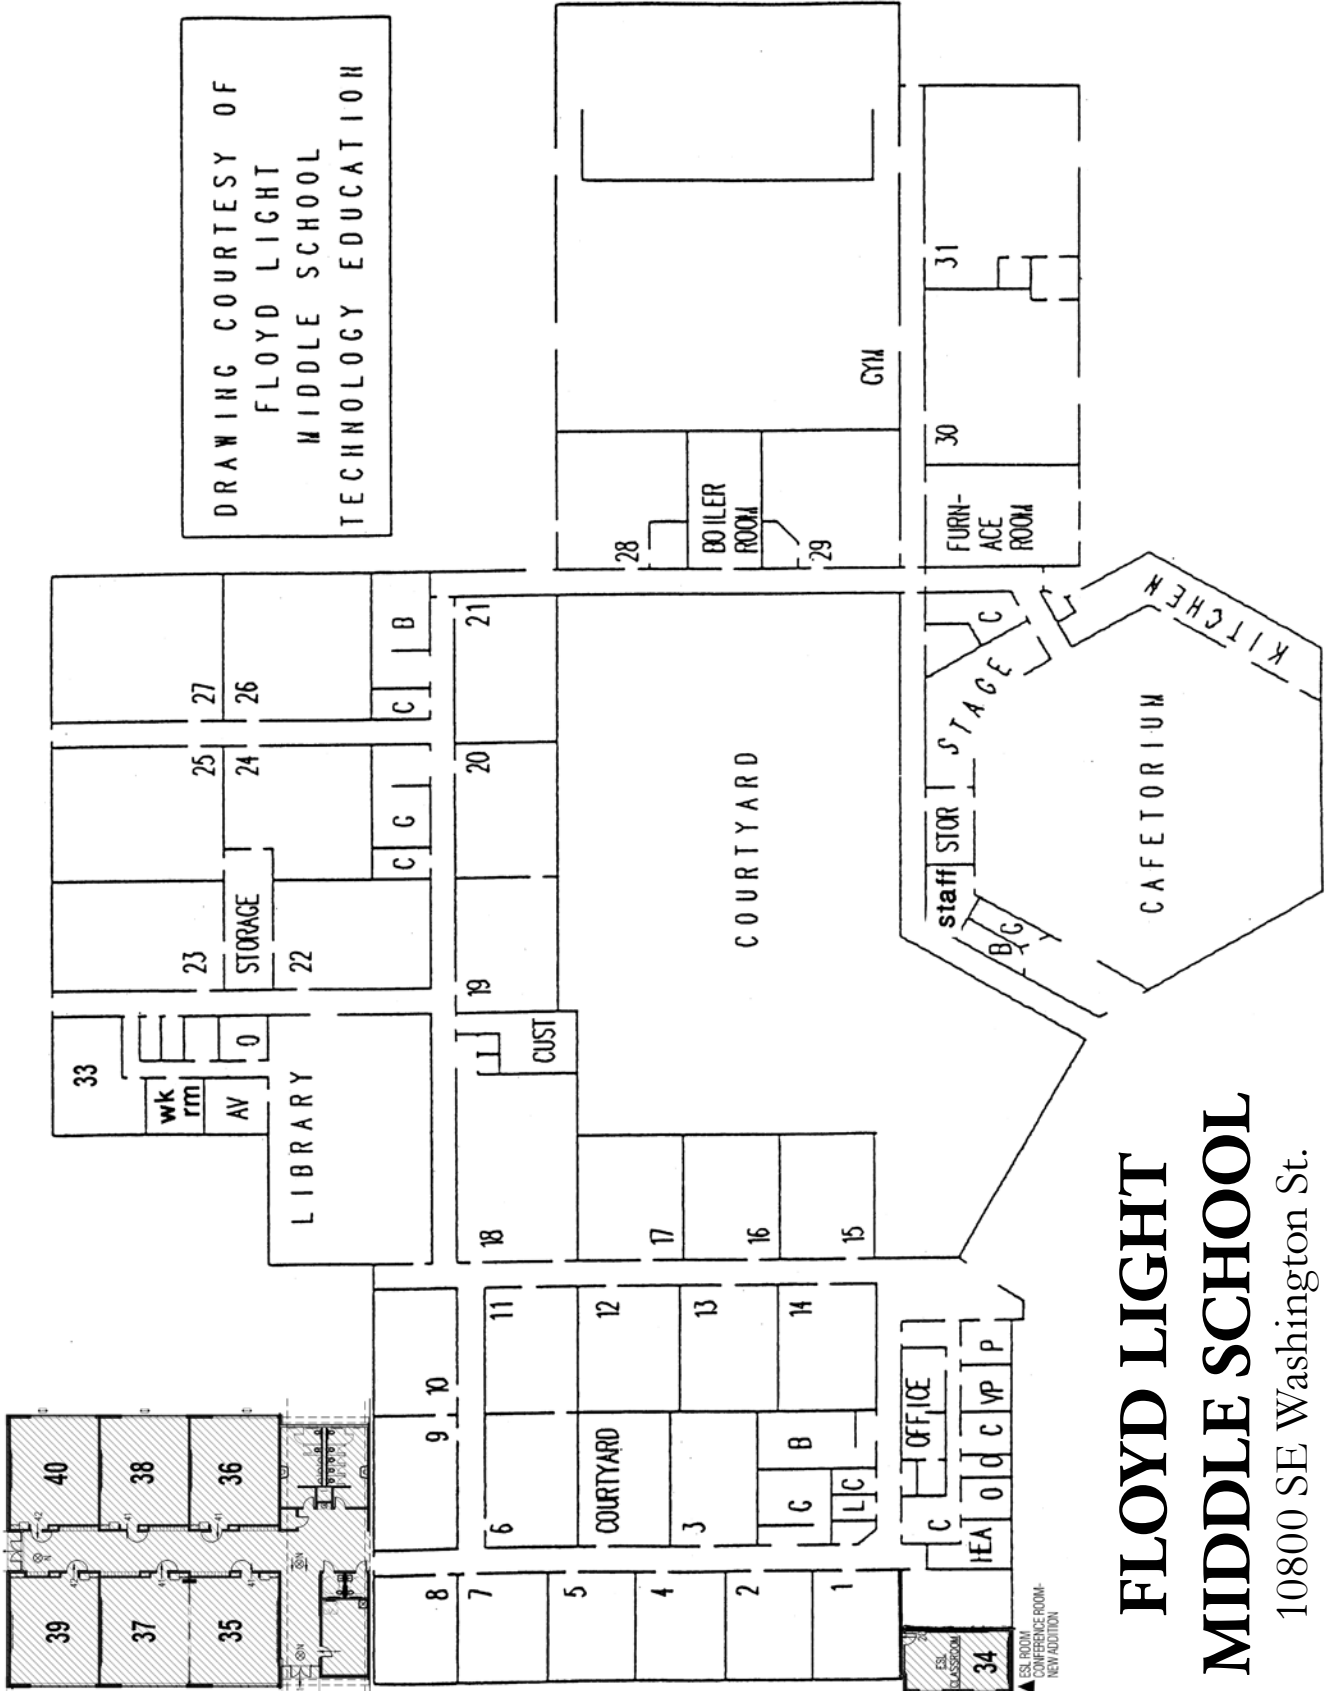 DRAWING COURTESY OF
FLOYD LIGHT
MIDDLE SCHOOL
TECHNOLOGY EDUCATION
FLOYD LIGHT
MIDDLE SCHOOL
10800 SE Washington St.
40
38
36
39
37
35
33
wk
rm
AV
O
LIBRARY
23
STORAGE
22
25
24
27
26
C
G
C
C
B
21
20
19
CUST
18
17
16
15
11
12
13
14
10
9
8
7
5
4
2
1
6
COURTYARD
3
G
B
L
C
OFFICE
C
HEA
O
O
C
VP
P
ESL
CLASSROOM
34
ESL ROOM
CONFERENCE ROOM-
NEW ADDITION
COURTYARD
28
BOILER
ROOM
29
GYM
31
30
FURN-
ACE
ROOM
C
STAGE
STOR
staff
B
G
KITCHEN
CAFETORIUM